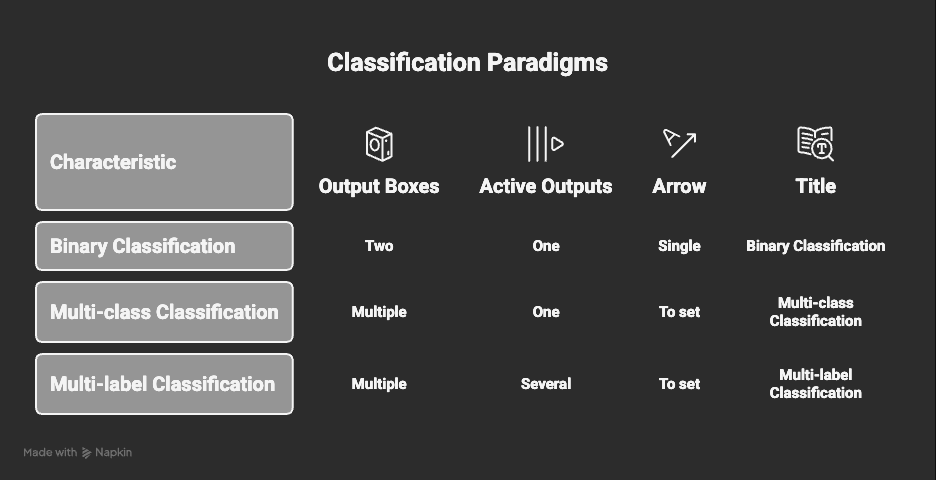 Classification Paradigms
Characteristic
Output Boxes
Active Outputs
A
Arrow
T
Title
Binary Classification
Two
One
Single
Binary Classification
Multi-class Classification
Multiple
One
To set
Multi-class
Classification
Multi-label Classification
Multiple
Several
To set
Multi-label
Classification
Made with Napkin